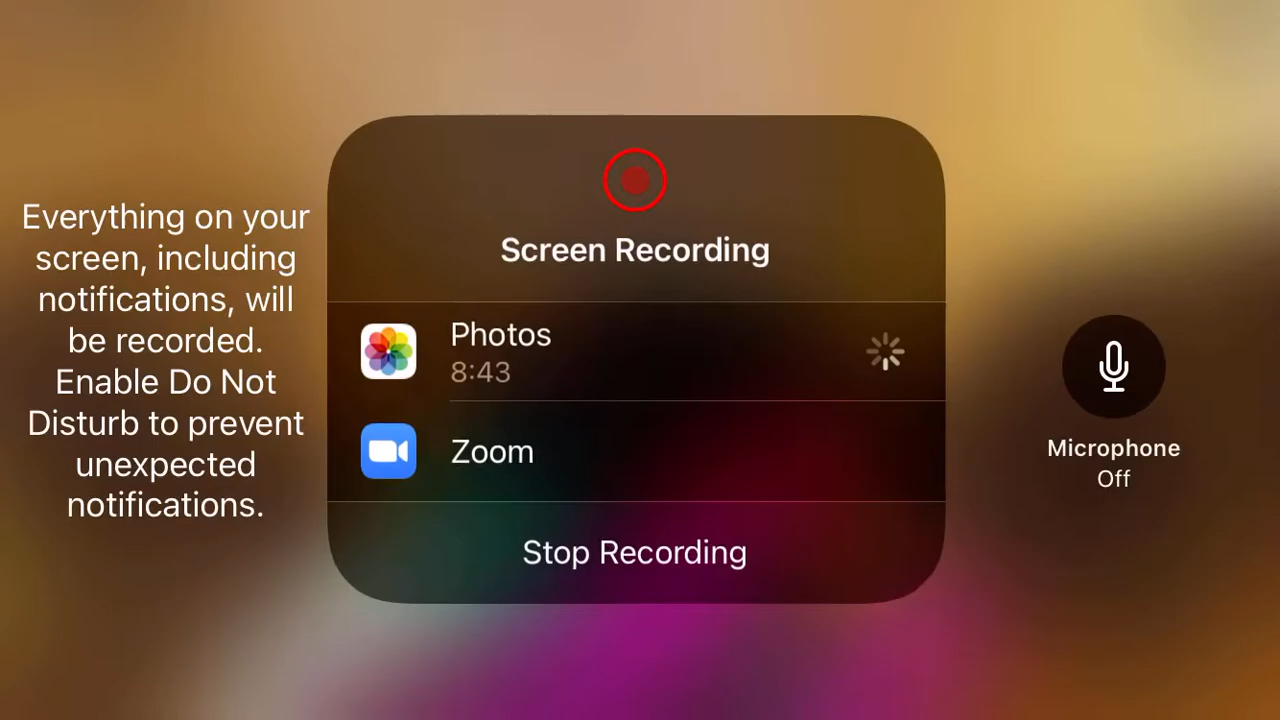 Everything on your
screen, including
notifications, will
be recorded.
Enable Do Not
Disturb to prevent
unexpected
notifications.
Screen Recording
Photos
8:43
Zoom
Stop Recording
Microphone
Off